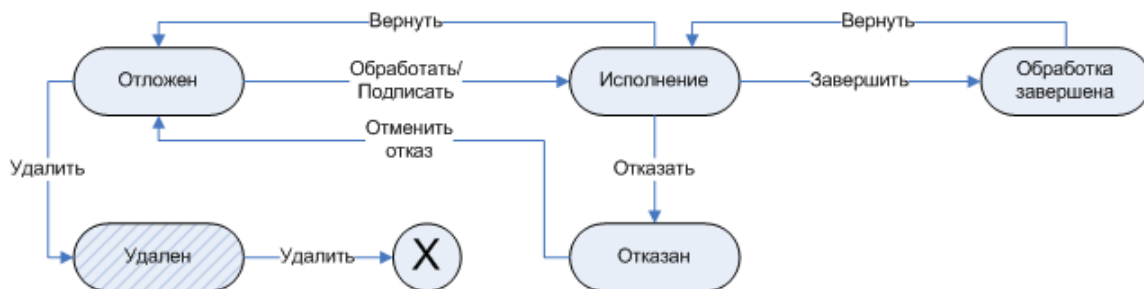 Вернуть
Вернуть
Отложен
Обработать/
Подписать
Исполнение
Завершить
Обработка
завершена
Отменить
отказ
Удалить
Отказать
Удален
Удалить
X
Отказан